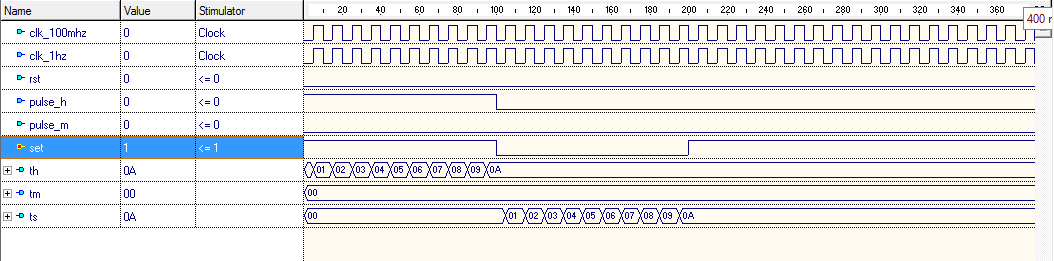 Name Value Stimulator 20 40 60 80 100 120 140 160 180 200 220 240 260 280 300 320 340 360
400 r
clk_100mhz 0 Clock
clk_1hz 0 Clock
rst 0 <= 0
pulse_h 0 <= 0
pulse_m 0 <= 0
set 1 <= 1
th 0A 01 02 03 04 05 06 07 08 09 0A
tm 00 00
ts 0A 00 01 02 03 04 05 06 07 08 09 0A